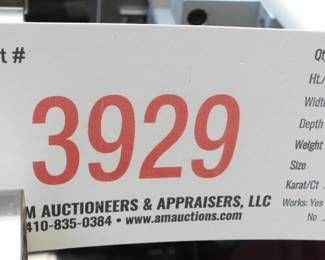 t #
3929
M AUCTIONEERS & APPRAISERS, LLC
410-835-0384 • www.amauctions.com
Qt
Ht./
Width
Depth
Weight
Size
Karat/Ct
Works: Yes
No